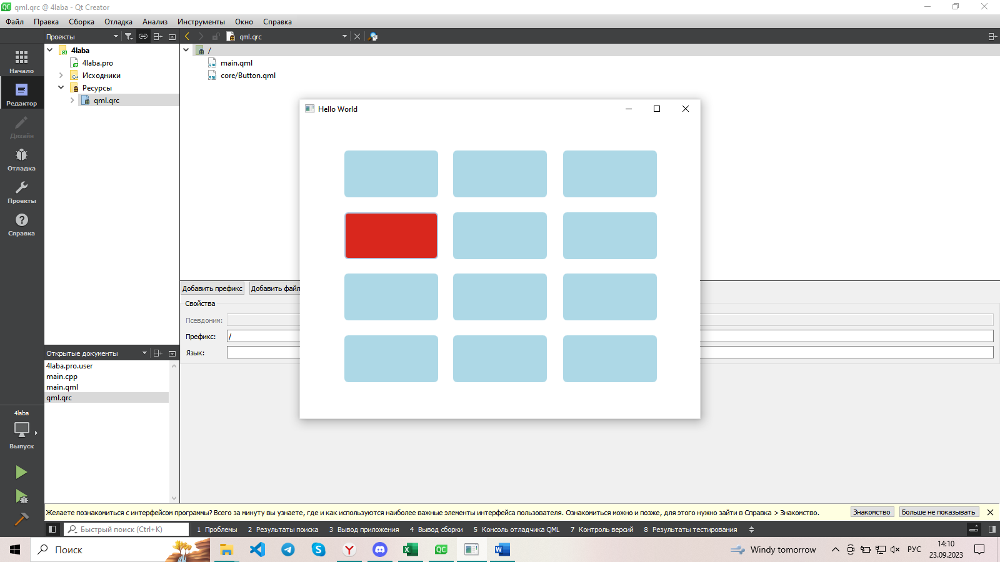 qml.qrc @ 4laba - Qt Creator
Файл Правка Сборка Отладка Анализ Инструменты Окно Справка
Проекты
qml.qrc
4laba
4laba.pro
Исходники
Ресурсы
qml.qrc
/
main.qml
core/Button.qml
Начало
Редактор
Дизайн
Отладка
Проекты
Справка
Hello World
Добавить префикс
Добавить файл
Свойства
Псевдоним:
Префикс:
/
Язык:
Открытые документы
4laba.pro.user
main.cpp
main.qml
qml.qrc
4laba
Выпуск
Желаете познакомиться с интерфейсом программы? Всего за минуту вы узнаете, где и как используются наиболее важные элементы интерфейса пользователя. Ознакомиться можно и позже, для этого нужно зайти в Справка > Знакомство.
Знакомство
Больше не показывать
Быстрый поиск (Ctrl+K)
1 Проблемы
2 Результаты поиска
3 Вывод приложения
4 Вывод сборки
5 Консоль отладчика QML
7 Контроль версий
8 Результаты тестирования
Поиск
Windy tomorrow
РУС
14:10
23.09.2023